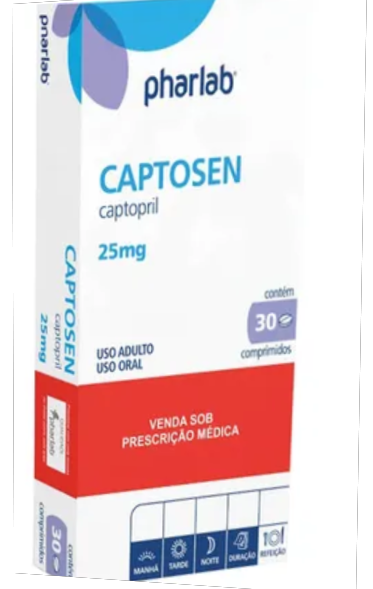 pharlab
CAPTOSEN
captopril
25mg
contém
30
comprimidos
USO ADULTO
USO ORAL
VENDA SOB
PRESCRIÇÃO MÉDICA
MANHÃ
TARDE
NOITE
DURAÇÃO
REFEIÇÃO
pharlab
CAPTOSEN
captopril
25mg
pharlab
contém
30
comprimidos